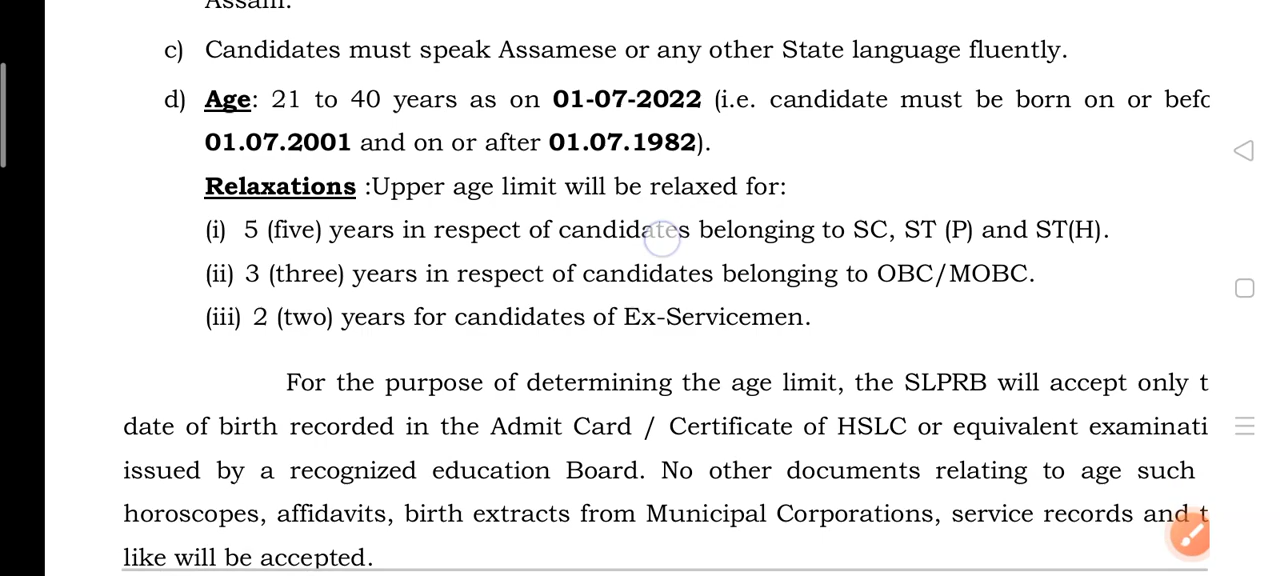 Assam.
c) Candidates must speak Assamese or any other State language fluently.
d) Age: 21 to 40 years as on 01-07-2022 (i.e. candidate must be born on or befo
01.07.2001 and on or after 01.07.1982).
Relaxations :Upper age limit will be relaxed for:
(i) 5 (five) years in respect of candidates belonging to SC, ST (P) and ST(H).
(ii) 3 (three) years in respect of candidates belonging to OBC/MOBC.
(iii) 2 (two) years for candidates of Ex-Servicemen.
For the purpose of determining the age limit, the SLPRB will accept only t
date of birth recorded in the Admit Card / Certificate of HSLC or equivalent examinati
issued by a recognized education Board. No other documents relating to age such
horoscopes, affidavits, birth extracts from Municipal Corporations, service records and t
like will be accepted.